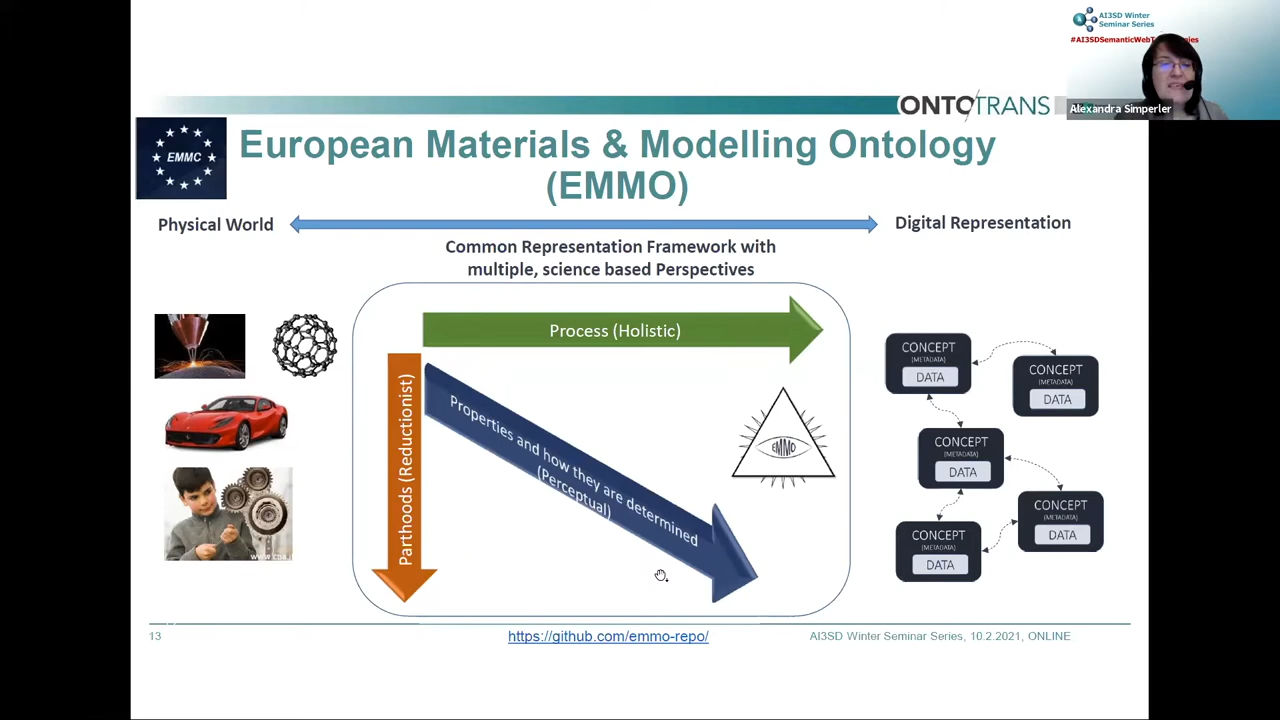 AI3SD Winter
Seminar Series
Alexandra Simperler
ONTOTRANS
EMMC
European Materials & Modelling Ontology
(EMMO)
Physical World
Digital Representation
Common Representation Framework with
multiple, science based Perspectives
Process (Holistic)
Parthoods (Reductionist)
Properties and how they are determined
(Perceptual)
EMMO
CONCEPT
(METADATA)
DATA
CONCEPT
(METADATA)
DATA
CONCEPT
(METADATA)
DATA
CONCEPT
(METADATA)
DATA
CONCEPT
(METADATA)
DATA
13
https://github.com/emmo-repo/
AI3SD Winter Seminar Series, 10.2.2021, ONLINE